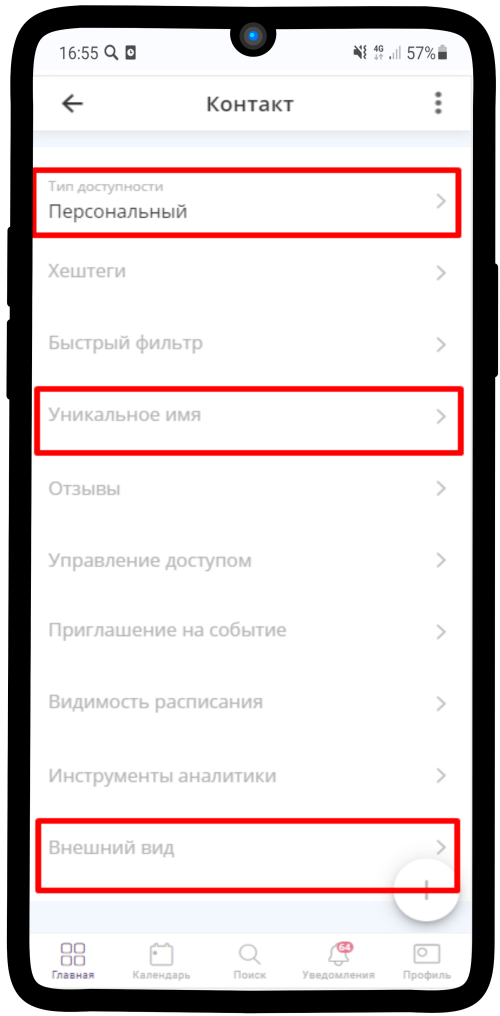 16:55
4G
57%
Контакт
Тип доступности
Персональный
Хештеги
Быстрый фильтр
Уникальное имя
Отзывы
Управление доступом
Приглашение на событие
Видимость расписания
Инструменты аналитики
Внешний вид
64
Главная Календарь Поиск Уведомления Профиль